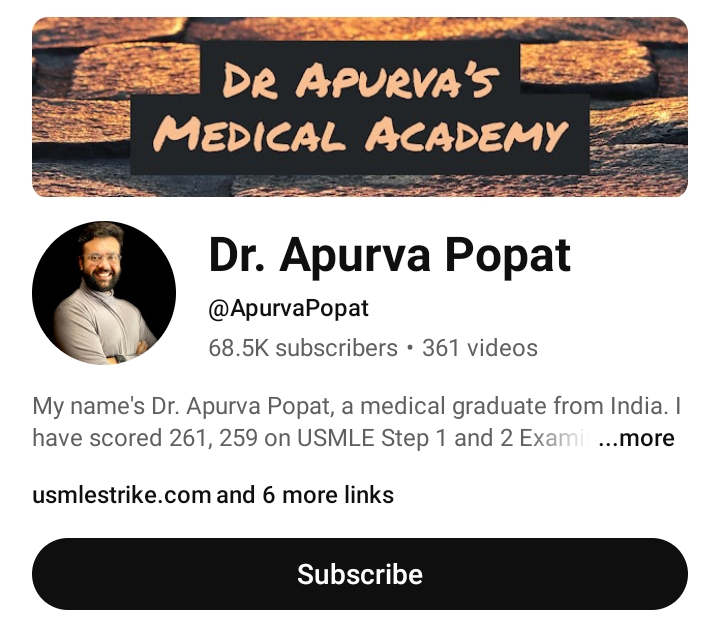 DR APURVA'S
MEDICAL ACADEMY
Dr. Apurva Popat
@ApurvaPopat
68.5K subscribers • 361 videos
My name's Dr. Apurva Popat, a medical graduate from India. I
have scored 261, 259 on USMLE Step 1 and 2 Exami ...more
usmlestrike.com and 6 more links
Subscribe